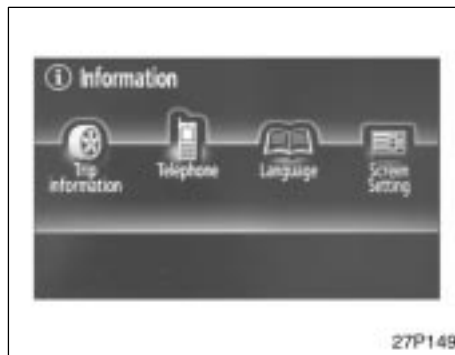 i Information
Trip information
Telephone
Language
Screen Setting
27P149